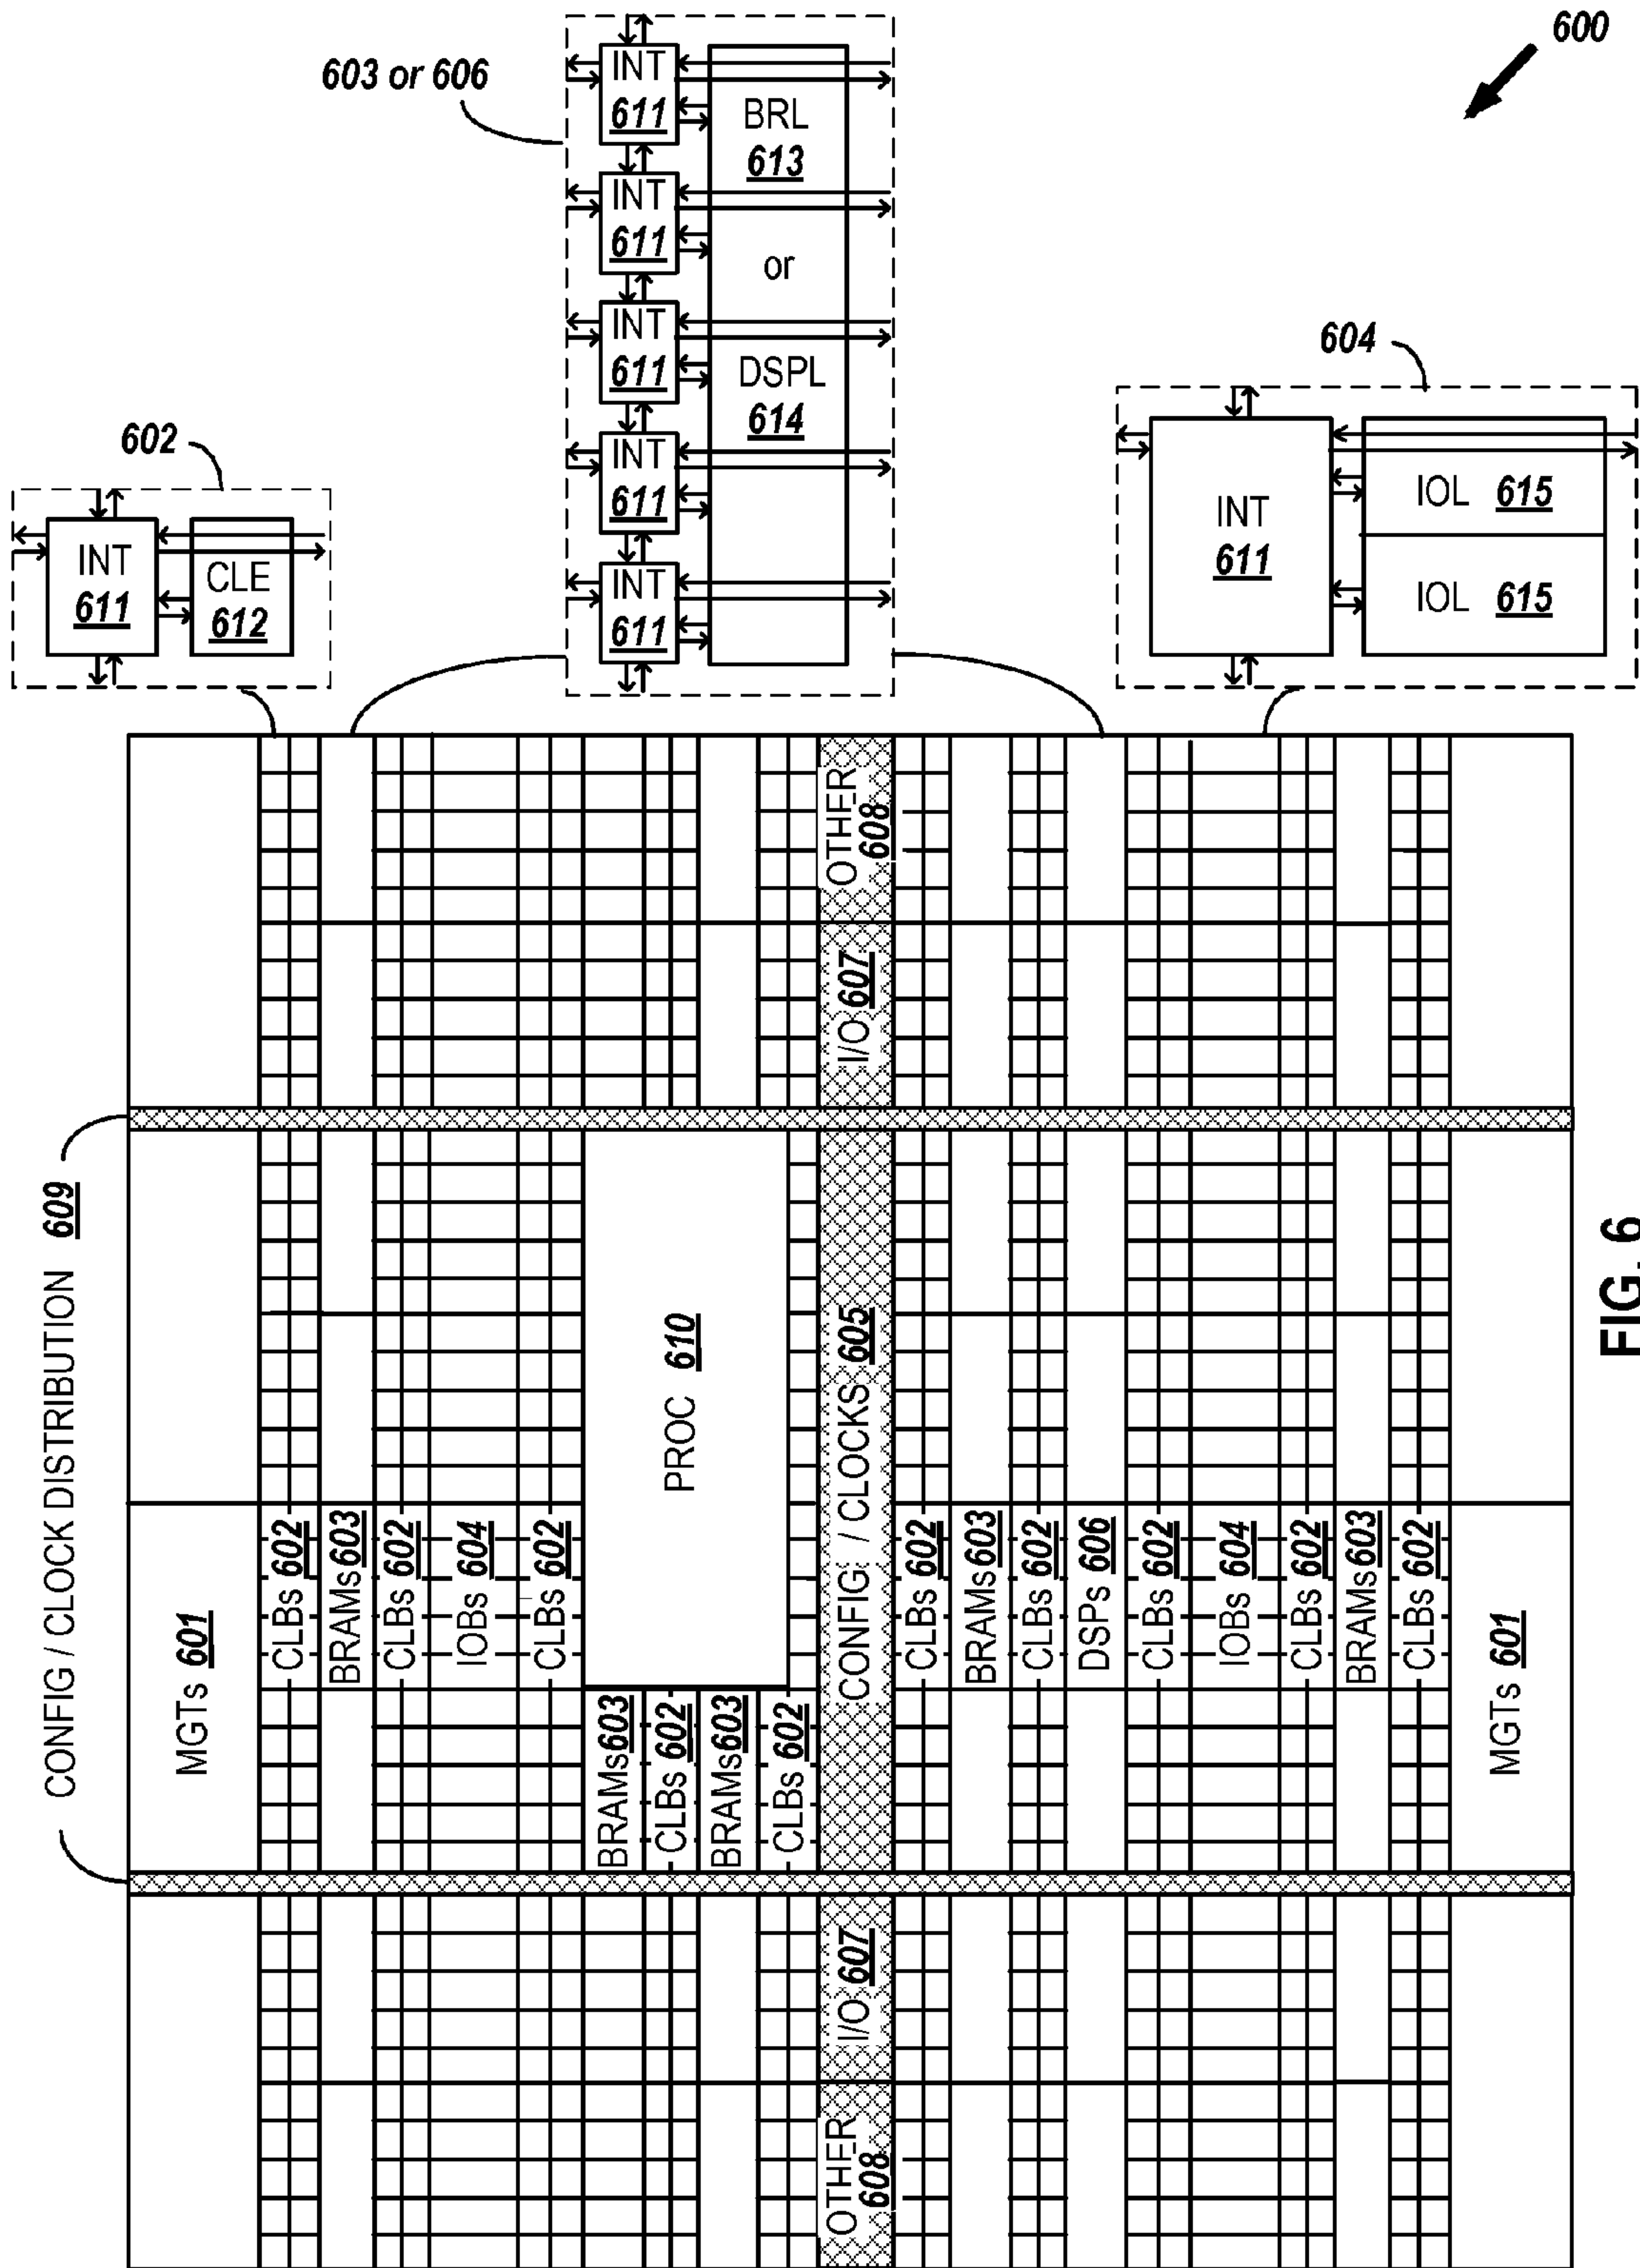 600
603 or 606
INT
611
INT
611
INT
611
INT
611
INT
611
BRL
613
or
DSPL
614
604
INT
611
IOL 615
IOL 615
602
INT
611
CLE
612
CONFIG / CLOCK DISTRIBUTION 609
MGTs 601
CLBs 602
BRAMs 603
CLBs 602
IOBs 604
CLBs 602
BRAMs 603
CLBs 602
BRAMs 603
CLBs 602
PROC 610
OTHER
608
I/O 607
CONFIG / CLOCKS 605
I/O 607
OTHER
608
CLBs 602
BRAMs 603
CLBs 602
DSPs 606
CLBs 602
IOBs 604
CLBs 602
BRAMs 603
CLBs 602
MGTs 601
FIG. 6